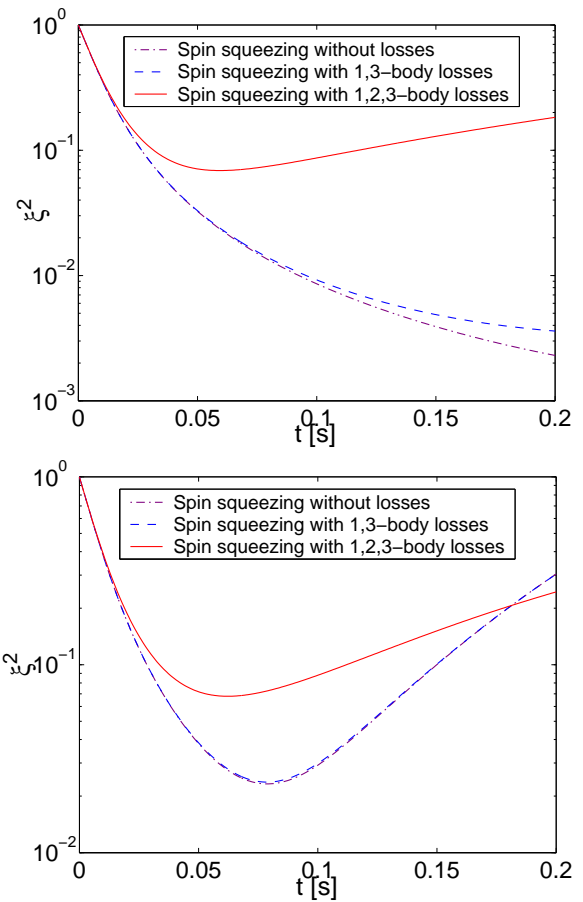 10^0
Spin squeezing without losses
Spin squeezing with 1,3−body losses
Spin squeezing with 1,2,3−body losses
10^−1
ξ^2
10^−2
10^−3
0 0.05 0.1 0.15 0.2
t [s]
10^0
Spin squeezing without losses
Spin squeezing with 1,3−body losses
Spin squeezing with 1,2,3−body losses
ξ^2
10^−1
10^−2
0 0.05 0.1 0.15 0.2
t [s]